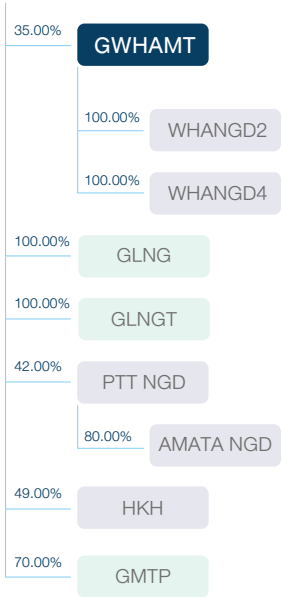 35.00%
GWHAMT
100.00%
WHANGD2
100.00%
WHANGD4
100.00%
GLNG
100.00%
GLNGT
42.00%
PTT NGD
80.00%
AMATA NGD
49.00%
HKH
70.00%
GMTP